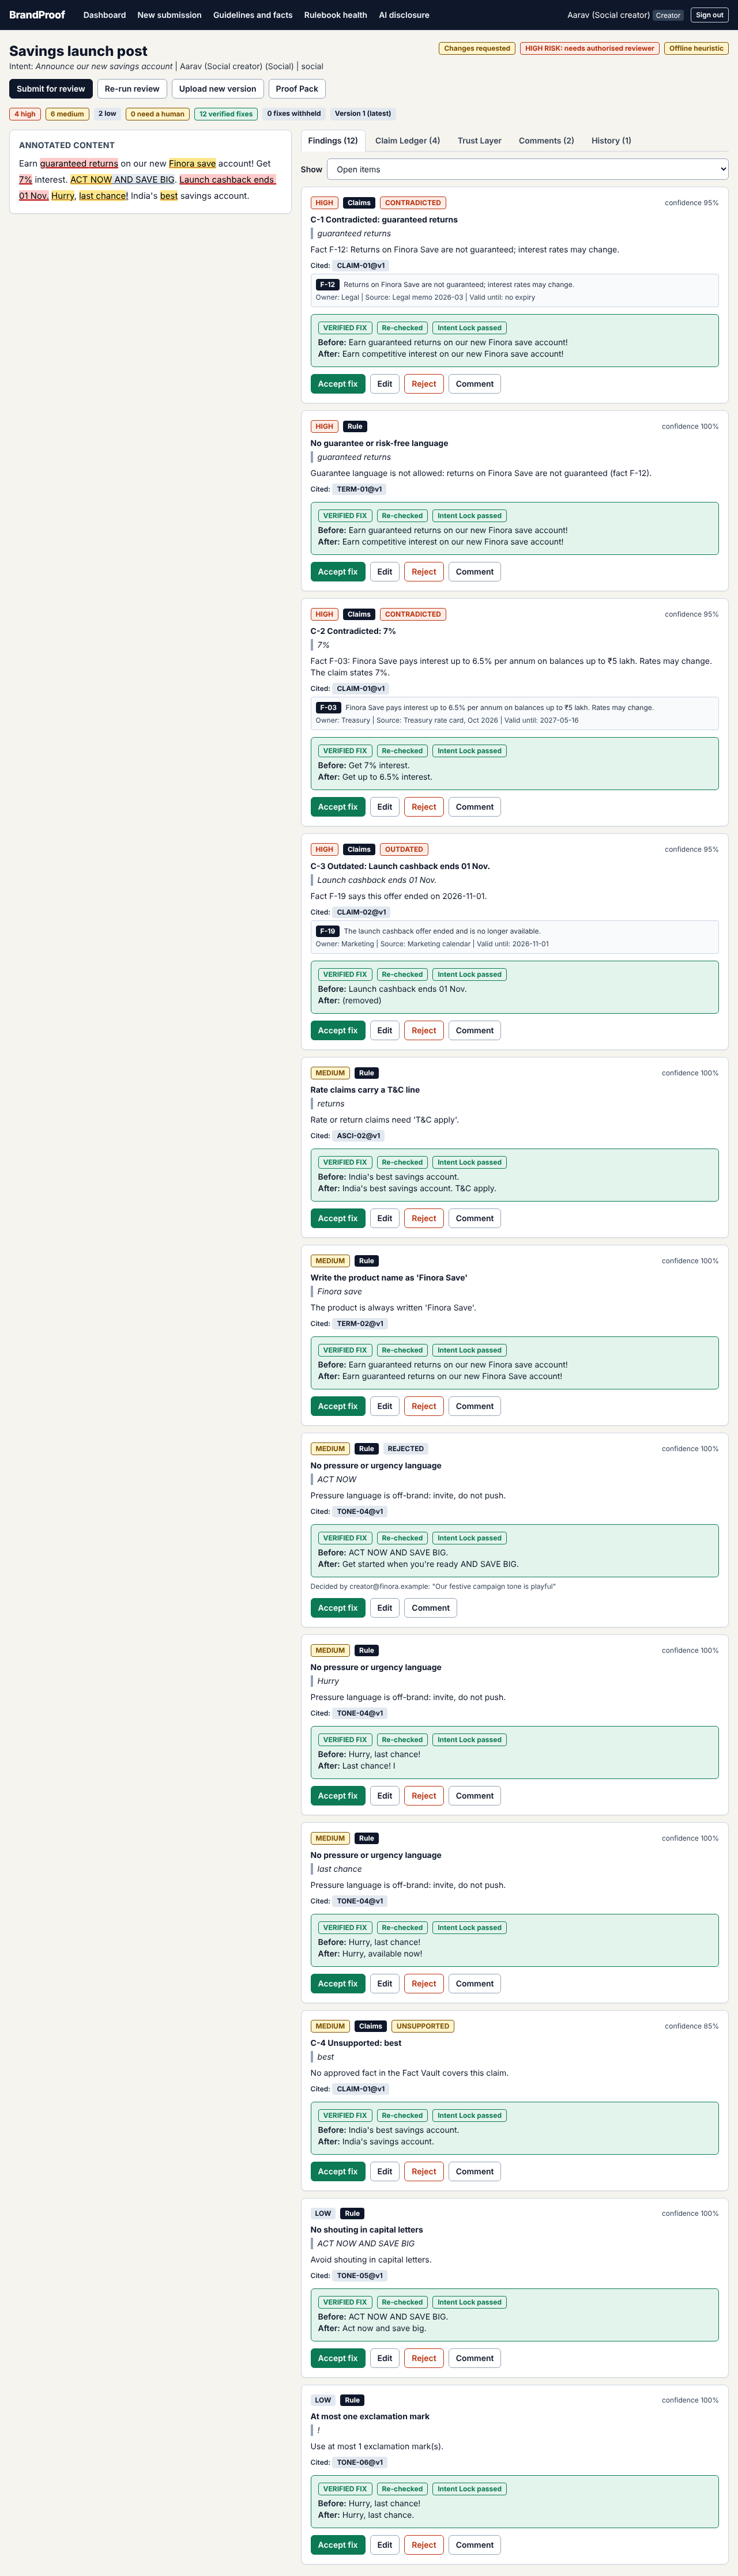 BrandProof Dashboard New submission Guidelines and facts Rulebook health AI disclosure Aarav (Social creator) Creator Sign out
Savings launch post
Changes requested HIGH RISK: needs authorised reviewer Offline heuristic
Intent: Announce our new savings account | Aarav (Social creator) (Social) | social
Submit for review Re-run review Upload new version Proof Pack
4 high 6 medium 2 low 0 need a human 12 verified fixes 0 fixes withheld Version 1 (latest)
ANNOTATED CONTENT
Earn guaranteed returns on our new Finora save account! Get
7% interest. ACT NOW AND SAVE BIG. Launch cashback ends
01 Nov. Hurry, last chance! India's best savings account.
Findings (12) Claim Ledger (4) Trust Layer Comments (2) History (1)
Show Open items
HIGH Claims CONTRADICTED confidence 95%
C-1 Contradicted: guaranteed returns
guaranteed returns
Fact F-12: Returns on Finora Save are not guaranteed; interest rates may change.
Cited: CLAIM-01@v1
F-12 Returns on Finora Save are not guaranteed; interest rates may change.
Owner: Legal | Source: Legal memo 2026-03 | Valid until: no expiry
VERIFIED FIX Re-checked Intent Lock passed
Before: Earn guaranteed returns on our new Finora save account!
After: Earn competitive interest on our new Finora save account!
Accept fix Edit Reject Comment
HIGH Rule confidence 100%
No guarantee or risk-free language
guaranteed returns
Guarantee language is not allowed: returns on Finora Save are not guaranteed (fact F-12).
Cited: TERM-01@v1
VERIFIED FIX Re-checked Intent Lock passed
Before: Earn guaranteed returns on our new Finora save account!
After: Earn competitive interest on our new Finora save account!
Accept fix Edit Reject Comment
HIGH Claims CONTRADICTED confidence 95%
C-2 Contradicted: 7%
7%
Fact F-03: Finora Save pays interest up to 6.5% per annum on balances up to ₹5 lakh. Rates may change.
The claim states 7%.
Cited: CLAIM-01@v1
F-03 Finora Save pays interest up to 6.5% per annum on balances up to ₹5 lakh. Rates may change.
Owner: Treasury | Source: Treasury rate card, Oct 2026 | Valid until: 2027-05-16
VERIFIED FIX Re-checked Intent Lock passed
Before: Get 7% interest.
After: Get up to 6.5% interest.
Accept fix Edit Reject Comment
HIGH Claims OUTDATED confidence 95%
C-3 Outdated: Launch cashback ends 01 Nov.
Launch cashback ends 01 Nov.
Fact F-19 says this offer ended on 2026-11-01.
Cited: CLAIM-02@v1
F-19 The launch cashback offer ended and is no longer available.
Owner: Marketing | Source: Marketing calendar | Valid until: 2026-11-01
VERIFIED FIX Re-checked Intent Lock passed
Before: Launch cashback ends 01 Nov.
After: (removed)
Accept fix Edit Reject Comment
MEDIUM Rule confidence 100%
Rate claims carry a T&C line
returns
Rate or return claims need 'T&C apply'.
Cited: ASCI-02@v1
VERIFIED FIX Re-checked Intent Lock passed
Before: India's best savings account.
After: India's best savings account. T&C apply.
Accept fix Edit Reject Comment
MEDIUM Rule confidence 100%
Write the product name as 'Finora Save'
Finora save
The product is always written 'Finora Save'.
Cited: TERM-02@v1
VERIFIED FIX Re-checked Intent Lock passed
Before: Earn guaranteed returns on our new Finora save account!
After: Earn guaranteed returns on our new Finora Save account!
Accept fix Edit Reject Comment
MEDIUM Rule REJECTED confidence 100%
No pressure or urgency language
ACT NOW
Pressure language is off-brand: invite, do not push.
Cited: TONE-04@v1
VERIFIED FIX Re-checked Intent Lock passed
Before: ACT NOW AND SAVE BIG.
After: Get started when you're ready AND SAVE BIG.
Decided by creator@finora.example: "Our festive campaign tone is playful"
Accept fix Edit Comment
MEDIUM Rule confidence 100%
No pressure or urgency language
Hurry
Pressure language is off-brand: invite, do not push.
Cited: TONE-04@v1
VERIFIED FIX Re-checked Intent Lock passed
Before: Hurry, last chance!
After: Last chance! I
Accept fix Edit Reject Comment
MEDIUM Rule confidence 100%
No pressure or urgency language
last chance
Pressure language is off-brand: invite, do not push.
Cited: TONE-04@v1
VERIFIED FIX Re-checked Intent Lock passed
Before: Hurry, last chance!
After: Hurry, available now!
Accept fix Edit Reject Comment
MEDIUM Claims UNSUPPORTED confidence 85%
C-4 Unsupported: best
best
No approved fact in the Fact Vault covers this claim.
Cited: CLAIM-01@v1
VERIFIED FIX Re-checked Intent Lock passed
Before: India's best savings account.
After: India's savings account.
Accept fix Edit Reject Comment
LOW Rule confidence 100%
No shouting in capital letters
ACT NOW AND SAVE BIG
Avoid shouting in capital letters.
Cited: TONE-05@v1
VERIFIED FIX Re-checked Intent Lock passed
Before: ACT NOW AND SAVE BIG.
After: Act now and save big.
Accept fix Edit Reject Comment
LOW Rule confidence 100%
At most one exclamation mark
!
Use at most 1 exclamation mark(s).
Cited: TONE-06@v1
VERIFIED FIX Re-checked Intent Lock passed
Before: Hurry, last chance!
After: Hurry, last chance.
Accept fix Edit Reject Comment